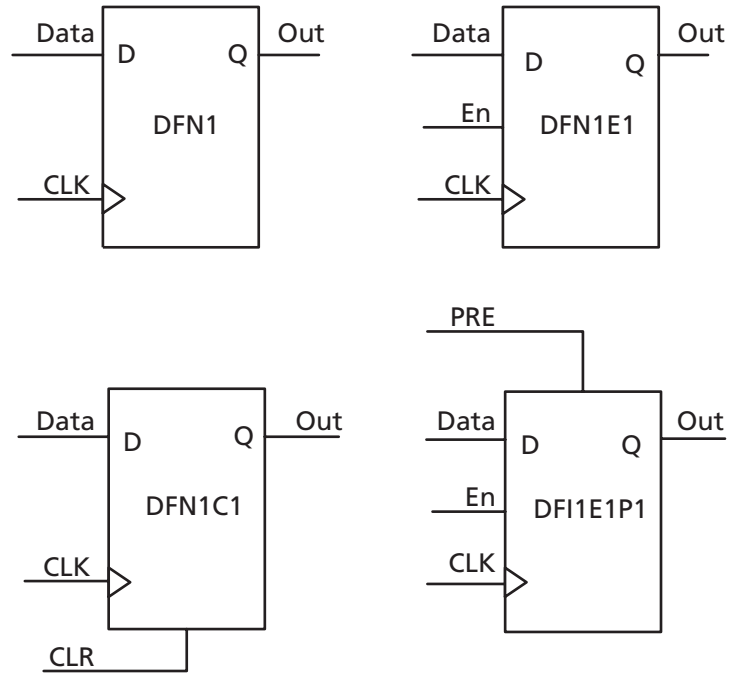 Data
D
Q
Out
DFN1
CLK
Data
D
Q
Out
En
DFN1E1
CLK
Data
D
Q
Out
DFN1C1
CLK
CLR
PRE
Data
D
Q
Out
En
DFI1E1P1
CLK